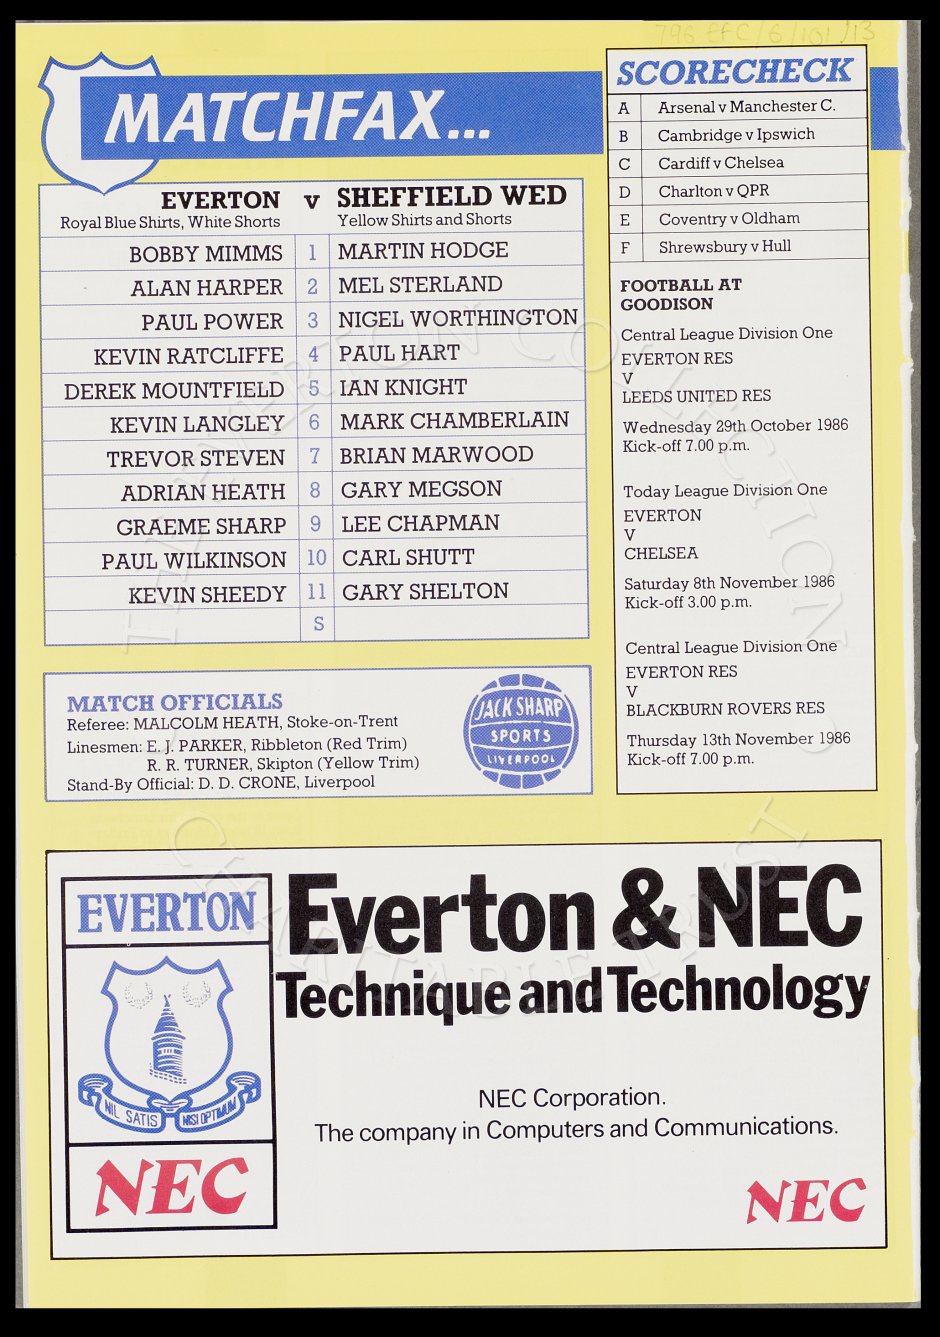 796 EFC/6/101/13
MATCHFAX...
EVERTON v SHEFFIELD WED
Royal Blue Shirts, White Shorts Yellow Shirts and Shorts
BOBBY MIMMS 1 MARTIN HODGE
ALAN HARPER 2 MEL STERLAND
PAUL POWER 3 NIGEL WORTHINGTON
KEVIN RATCLIFFE 4 PAUL HART
DEREK MOUNTFIELD 5 IAN KNIGHT
KEVIN LANGLEY 6 MARK CHAMBERLAIN
TREVOR STEVEN 7 BRIAN MARWOOD
ADRIAN HEATH 8 GARY MEGSON
GRAEME SHARP 9 LEE CHAPMAN
PAUL WILKINSON 10 CARL SHUTT
KEVIN SHEEDY 11 GARY SHELTON
S
MATCH OFFICIALS
Referee: MALCOLM HEATH, Stoke-on-Trent
Linesmen: E. J. PARKER, Ribbleton (Red Trim)
R. R. TURNER, Skipton (Yellow Trim)
Stand-By Official: D. D. CRONE, Liverpool
JACK SHARP
SPORTS
LIVERPOOL
SCORECHECK
A Arsenal v Manchester C.
B Cambridge v Ipswich
C Cardiff v Chelsea
D Charlton v QPR
E Coventry v Oldham
F Shrewsbury v Hull
FOOTBALL AT
GOODISON
Central League Division One
EVERTON RES
V
LEEDS UNITED RES
Wednesday 29th October 1986
Kick-off 7.00 p.m.
Today League Division One
EVERTON
V
CHELSEA
Saturday 8th November 1986
Kick-off 3.00 p.m.
Central League Division One
EVERTON RES
V
BLACKBURN ROVERS RES
Thursday 13th November 1986
Kick-off 7.00 p.m.
THE EVERTON COLLECTION
CHARITABLE TRUST
EVERTON
NIL SATIS NISI OPTIMUM
NEC
Everton & NEC
Technique and Technology
NEC Corporation.
The company in Computers and Communications.
NEC